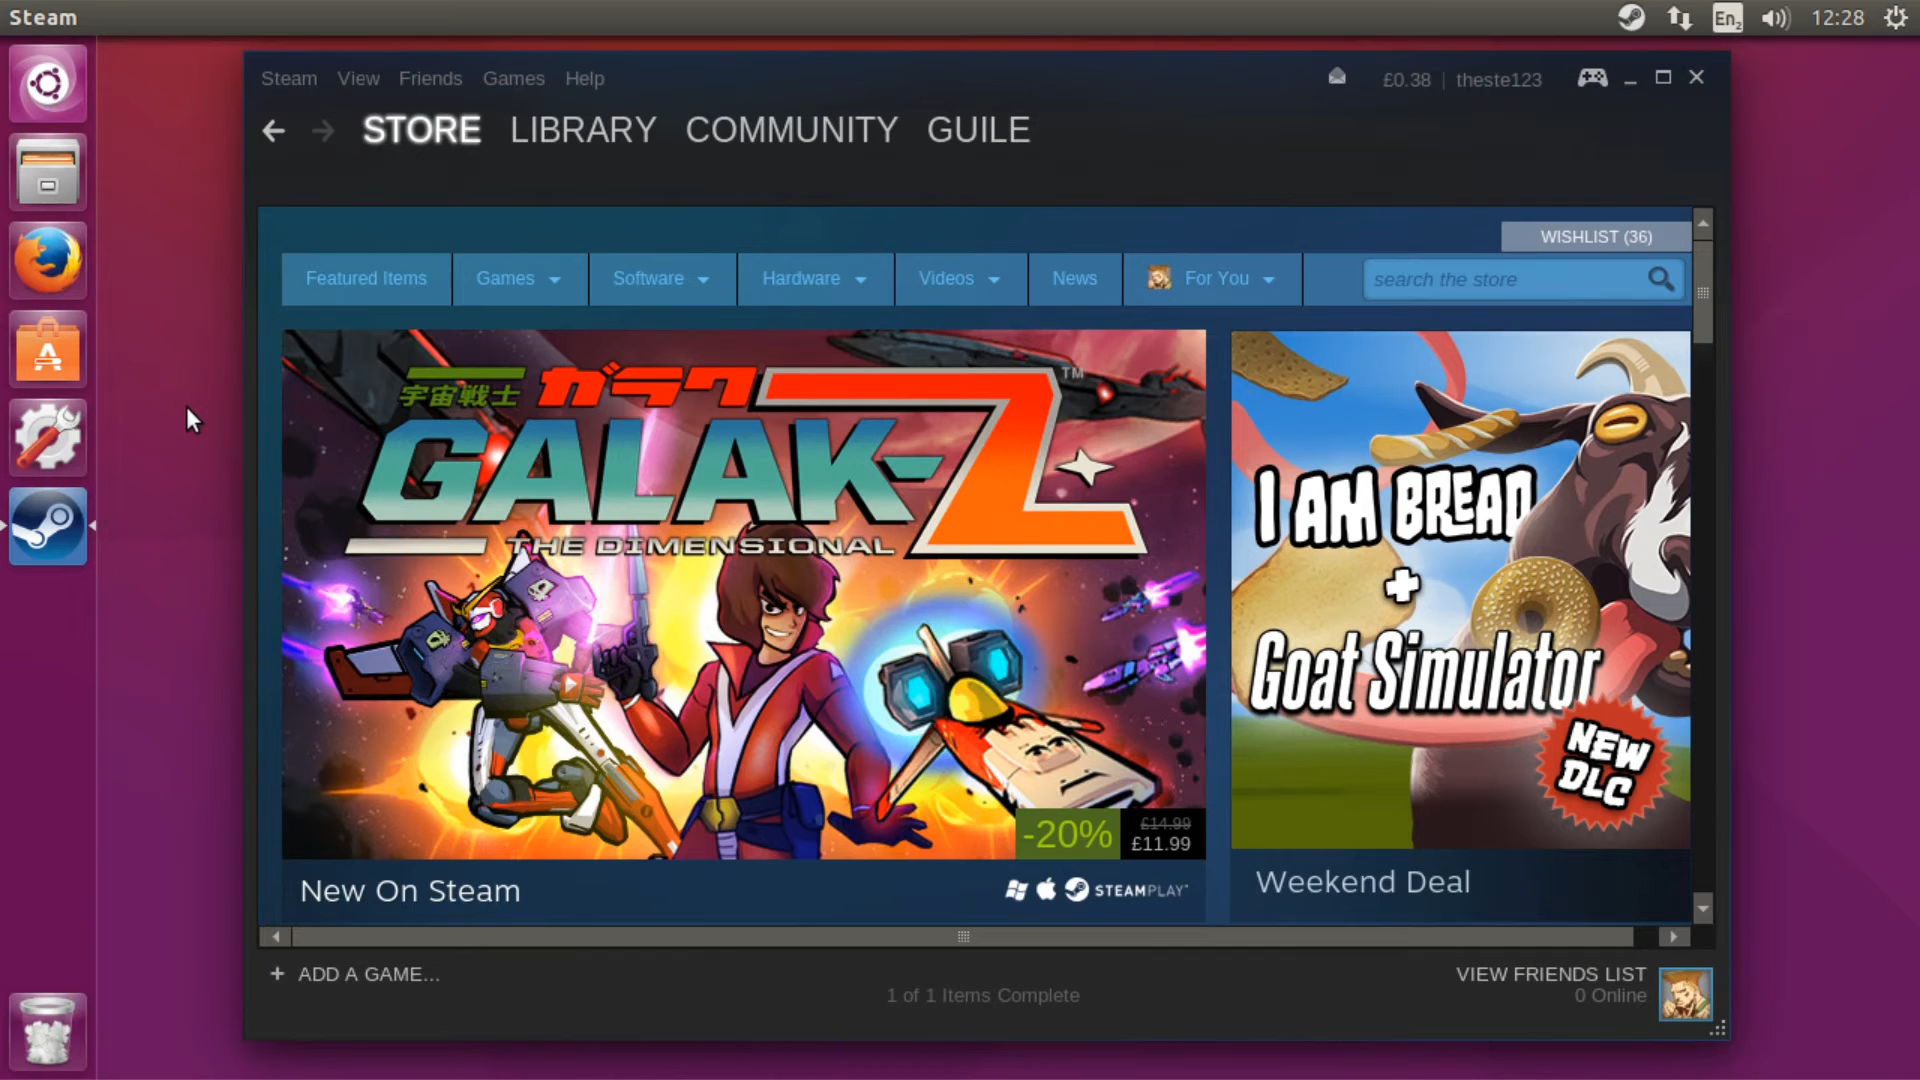 Steam
En2
12:28
Steam View Friends Games Help
£0.38 | theste123
STORE LIBRARY COMMUNITY GUILE
WISHLIST (36)
Featured Items Games Software Hardware Videos News For You search the store
宇宙戦士 ガラク
GALAK-Z TM
THE DIMENSIONAL
-20% £14.99
£11.99
New On Steam
STEAMPLAY
I AM BREAD
+
Goat Simulator
NEW
DLC
Weekend Deal
+ ADD A GAME...
1 of 1 Items Complete
VIEW FRIENDS LIST
0 Online